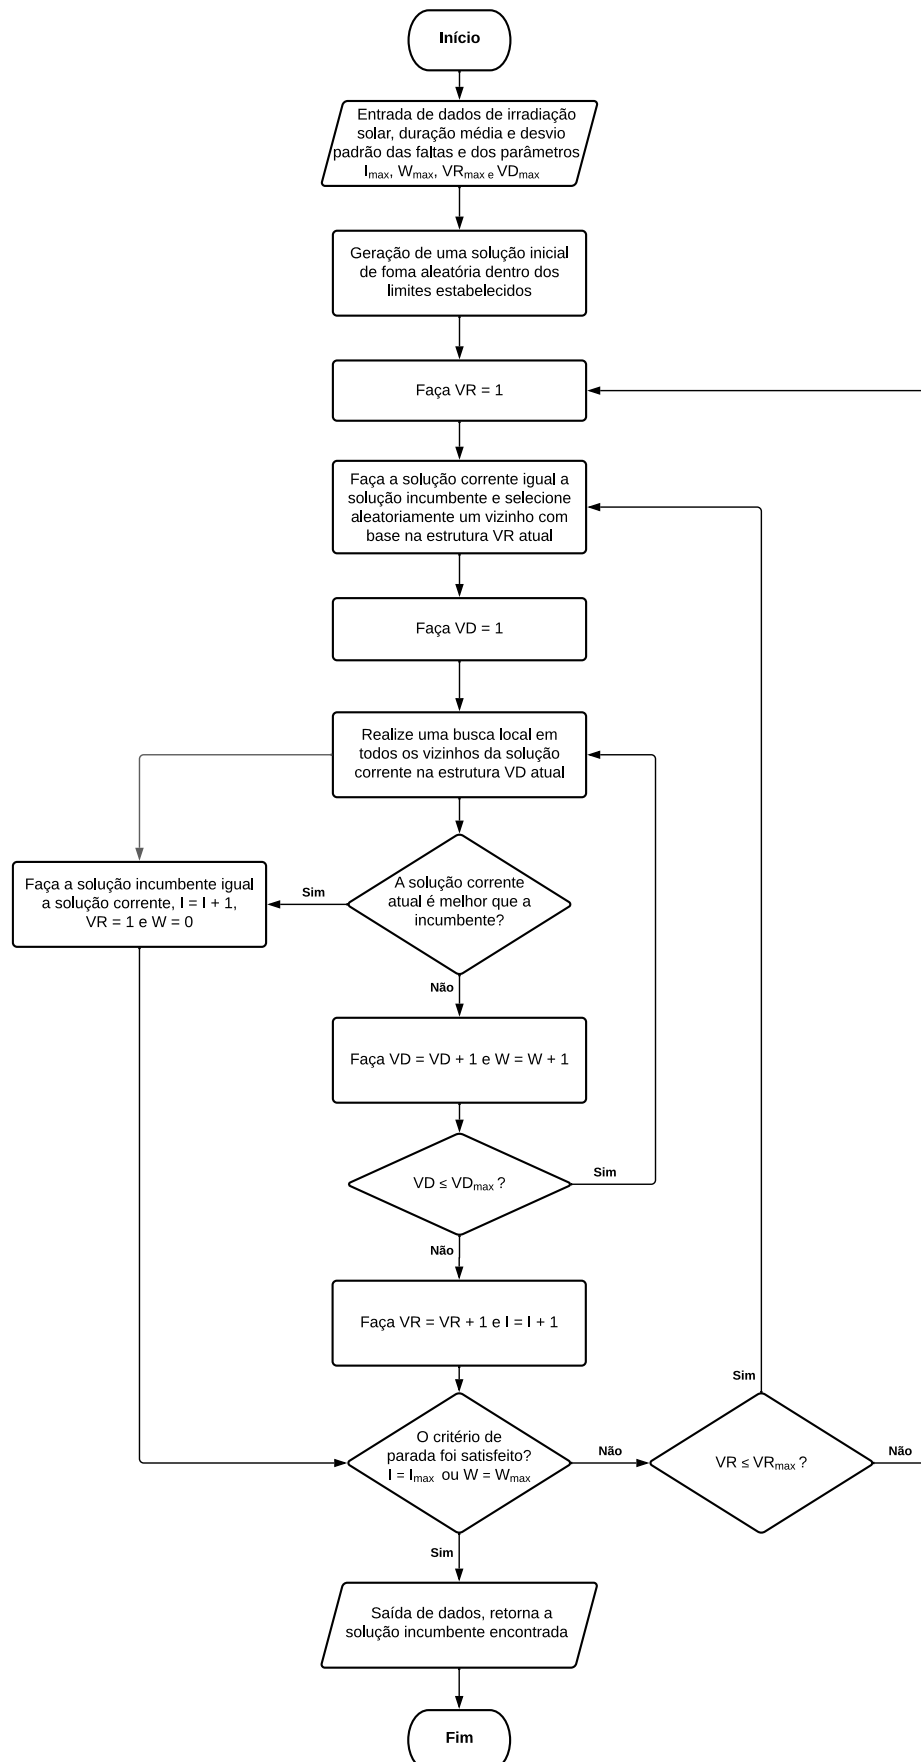 Início
Entrada de dados de irradiação
solar, duração média e desvio
padrão das faltas e dos parâmetros
Imax, Wmax, VRmax e VDmax
Geração de uma solução inicial
de foma aleatória dentro dos
limites estabelecidos
Faça VR = 1
Faça a solução corrente igual a
solução incumbente e selecione
aleatoriamente um vizinho com
base na estrutura VR atual
Faça VD = 1
Realize uma busca local em
todos os vizinhos da solução
corrente na estrutura VD atual
A solução corrente
atual é melhor que a
incumbente?
Sim
Faça a solução incumbente igual
a solução corrente, I = I + 1,
VR = 1 e W = 0
Não
Faça VD = VD + 1 e W = W + 1
VD ≤ VDmax ?
Sim
Não
Faça VR = VR + 1 e I = I + 1
O critério de
parada foi satisfeito?
I = Imax ou W = Wmax
Não
VR ≤ VRmax ?
Sim
Não
Sim
Saída de dados, retorna a
solução incumbente encontrada
Fim